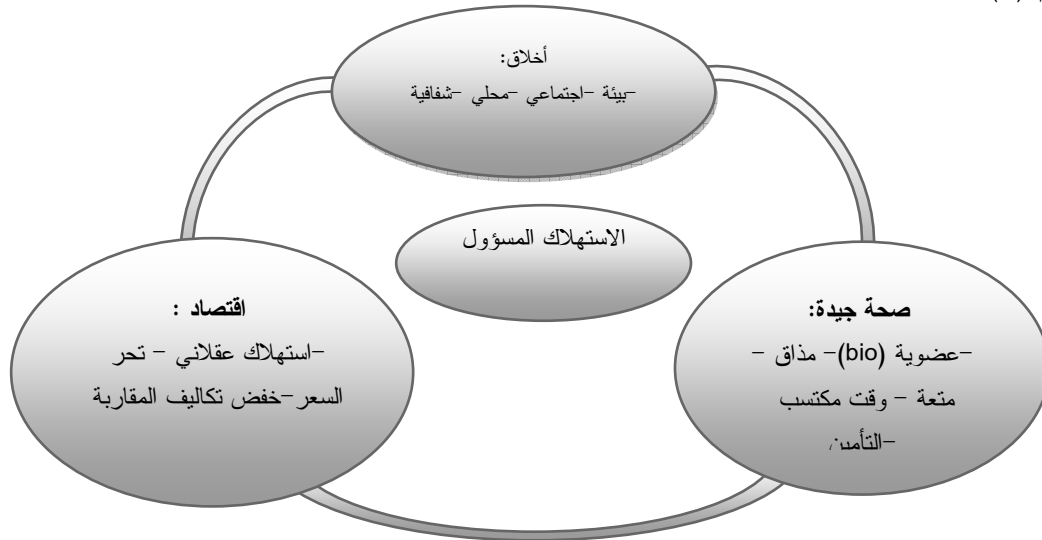 أخلاق:
-بيئة -اجتماعي -محلي -شفافية
الاستهلاك المسؤول
صحة جيدة:
-عضوية (bio)- مذاق -
متعة - وقت مكتسب
-التأمين
اقتصاد :
-استهلاك عقلاني - تحر
السعر-خفض تكاليف المقاربة